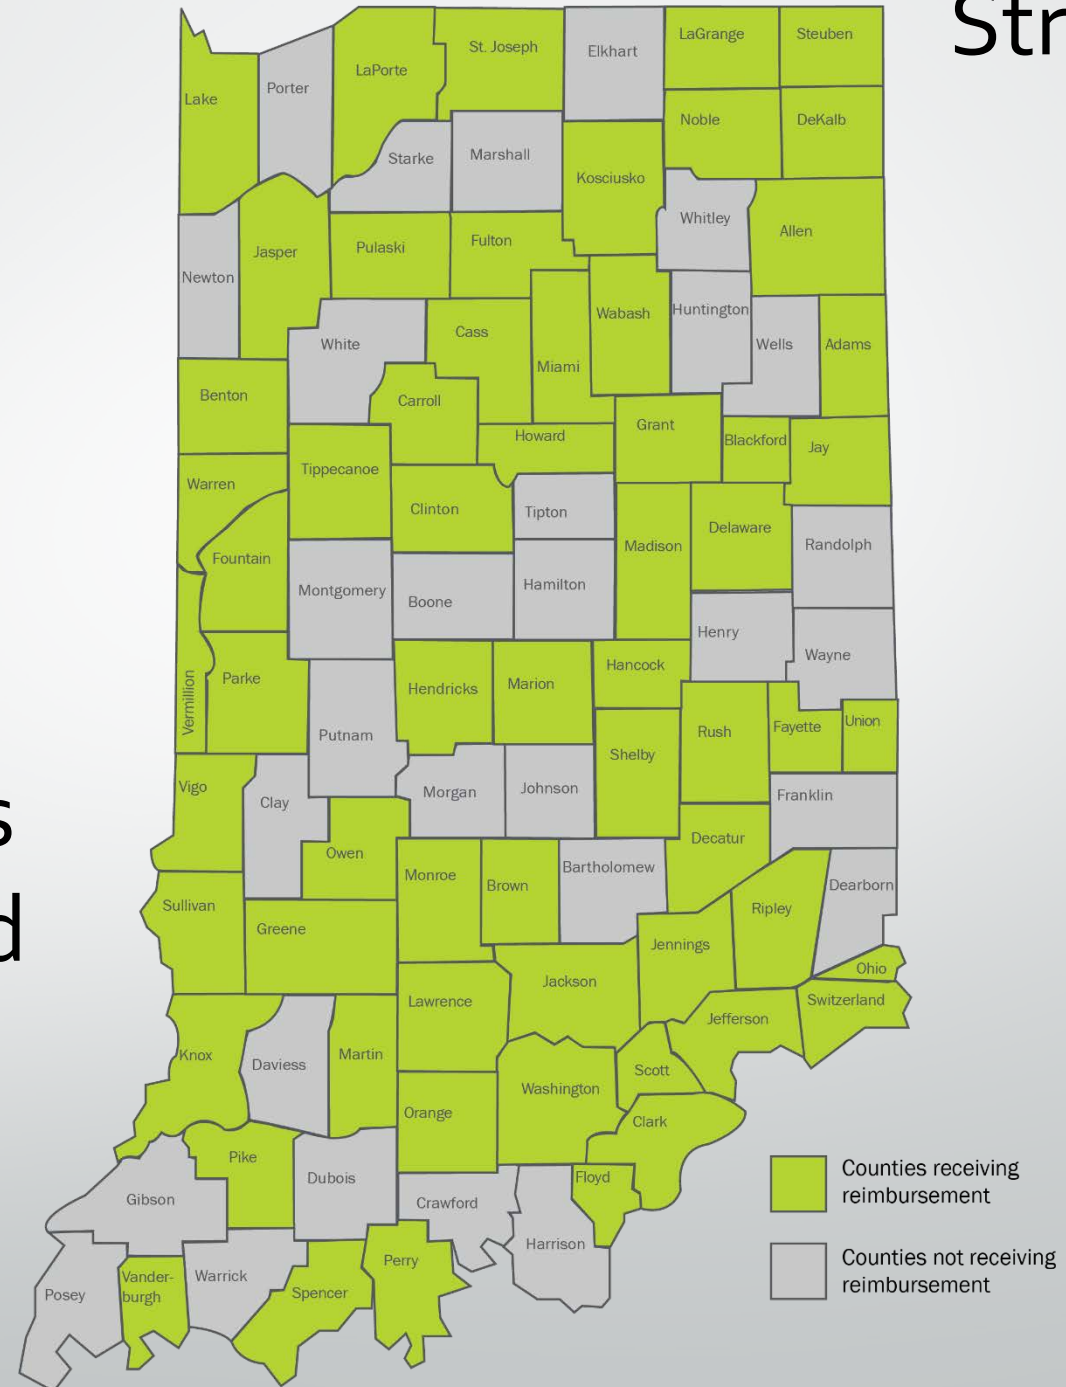 Str
St. Joseph
LaGrange
Steuben
Elkhart
LaPorte
Porter
Lake
Noble
DeKalb
Starke
Marshall
Kosciusko
Whitley
Allen
Jasper
Pulaski
Fulton
Newton
Huntington
Wabash
White
Cass
Wells
Adams
Miami
Benton
Carroll
Grant
Howard
Blackford
Jay
Tippecanoe
Warren
Clinton
Tipton
Delaware
Madison
Randolph
Fountain
Montgomery
Boone
Hamilton
Henry
Wayne
Hancock
Parke
Hendricks
Marion
Vermillion
Putnam
Rush
Fayette
Union
Shelby
s
Vigo
Clay
Morgan
Johnson
Franklin
Decatur
Owen
Monroe
Brown
Bartholomew
Dearborn
Sullivan
Ripley
d
Greene
Jennings
Ohio
Jackson
Lawrence
Switzerland
Jefferson
Knox
Daviess
Martin
Scott
Washington
Orange
Clark
Pike
Dubois
Floyd
Gibson
Crawford
Harrison
Perry
Warrick
Vander-
burgh
Posey
Spencer
Counties receiving
reimbursement
Counties not receiving
reimbursement